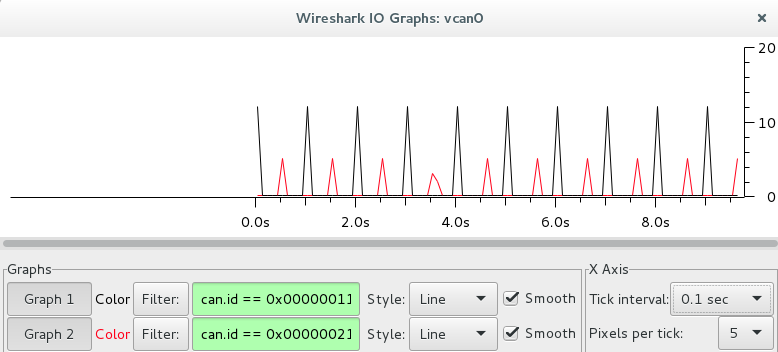 Wireshark IO Graphs: vcan0 ×
20
10
0
0.0s 2.0s 4.0s 6.0s 8.0s
Graphs X Axis
Graph 1 Color Filter: can.id == 0x00000011 Style: Line Smooth Tick interval: 0.1 sec
Graph 2 Color Filter: can.id == 0x00000021 Style: Line Smooth Pixels per tick: 5